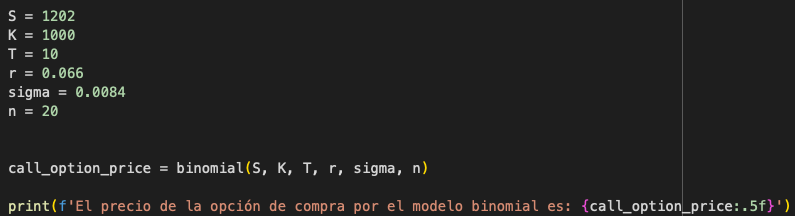 S = 1202
K = 1000
T = 10
r = 0.066
sigma = 0.0084
n = 20
call_option_price = binomial(S, K, T, r, sigma, n)
print(f'El precio de la opción de compra por el modelo binomial es: {call_option_price:.5f}')